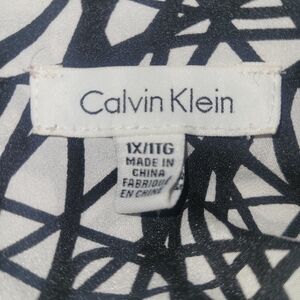 Calvin Klein
1X/1TG
MADE IN
CHINA
FABRIQUÉ
EN CHINE